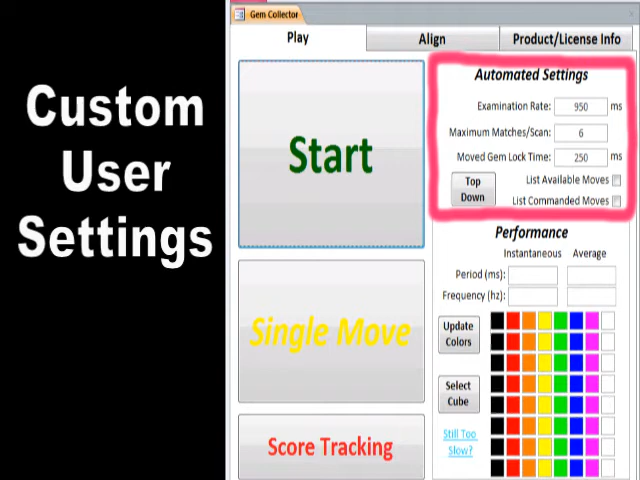 Custom
User
Settings
Gem Collector
Play
Align
Product/License Info
Start
Single Move
Score Tracking
Automated Settings
Examination Rate: 950 ms
Maximum Matches/Scan: 6
Moved Gem Lock Time: 250 ms
Top
Down
List Available Moves
List Commanded Moves
Performance
Instantaneous Average
Period (ms):
Frequency (hz):
Update
Colors
Select
Cube
Still Too
Slow?